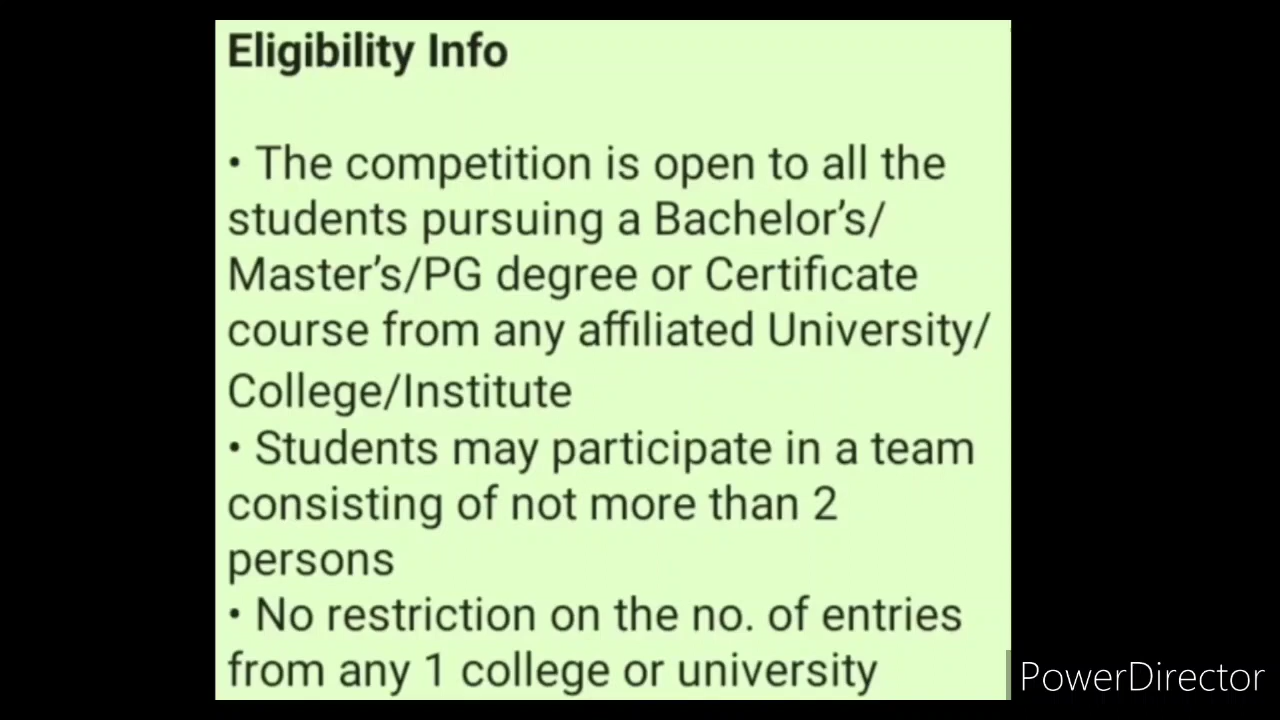 Eligibility Info
• The competition is open to all the
students pursuing a Bachelor’s/
Master’s/PG degree or Certificate
course from any affiliated University/
College/Institute
• Students may participate in a team
consisting of not more than 2
persons
• No restriction on the no. of entries
from any 1 college or university
PowerDirector